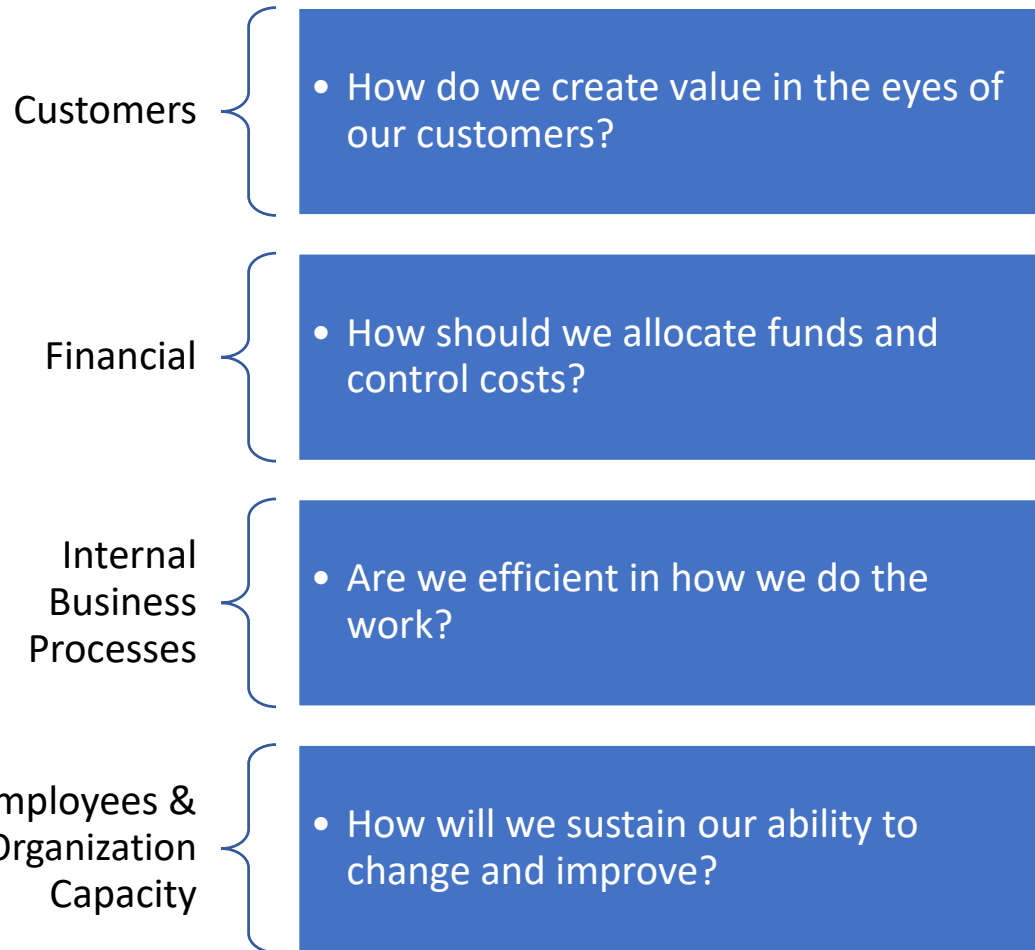 Customers
• How do we create value in the eyes of
our customers?
Financial
• How should we allocate funds and
control costs?
Internal
Business
Processes
• Are we efficient in how we do the
work?
mployees &
Organization
Capacity
• How will we sustain our ability to
change and improve?